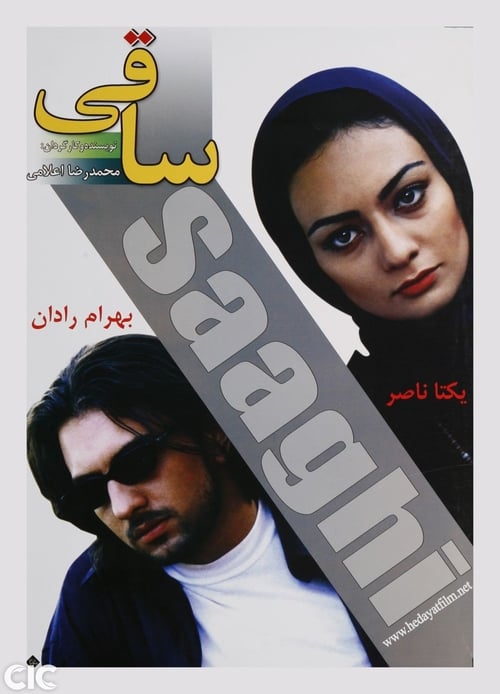 ساقی
نویسنده و کارگردان:
محمدرضا اعلامی
saaghi
بهرام رادان
یکتا ناصر
www.hedayatfilm.net
CIC